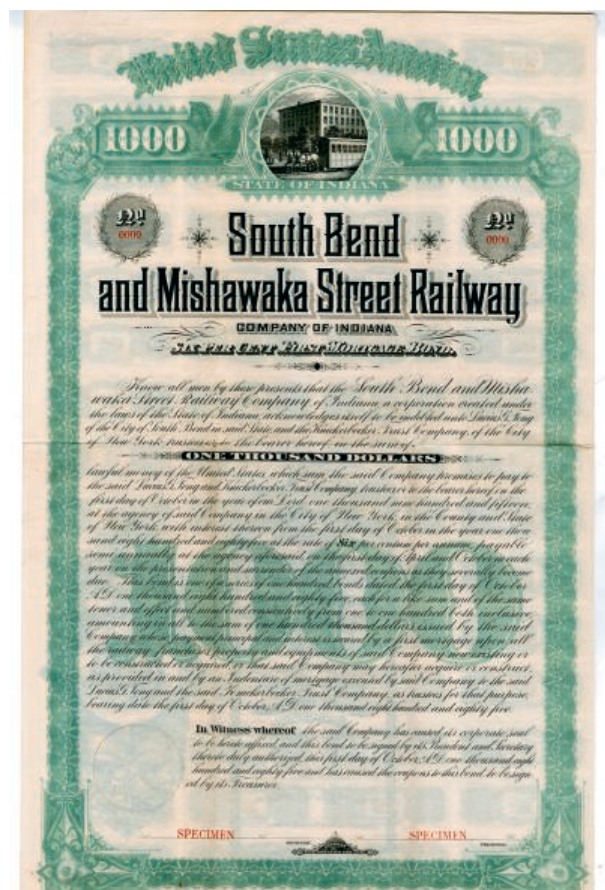 United States America
1000 1000
STATE OF INDIANA
No No
0000 0000
South Bend
and Mishawaka Street Railway
COMPANY OF INDIANA
SIX PER CENT FIRST MORTGAGE BOND.
Know all men by these presents that the South Bend and Misha-
waka Street Railway Company of Indiana, a corporation created under
the laws of the State of Indiana, acknowledges itself to be indebted unto Lucius G. Tong
of the City of South Bend in said State, and the Knickerbocker Trust Company, of the City
of New York trustees or to the bearer hereof, in the sum of
ONE THOUSAND DOLLARS
lawful money of the United States, which sum the said Company promises to pay to
the said Lucius G. Tong and Knickerbocker Trust Company, trustees or to the bearer hereof on the
first day of October in the year of our Lord one thousand nine hundred and fifteen,
at the agency of said Company in the City of New York, in the County and State
of New York, with interest thereon from the first day of October in the year one thou-
sand eight hundred and eighty five at the rate of Six per centum per annum, payable
semi annually at the agency aforesaid, on the first day of April and October in each
year on the presentation and surrender of the annexed coupons as they severally become
due. This bond is one of a series of one hundred bonds dated the first day of October
A.D. one thousand eight hundred and eighty five, each for a like sum and of the same
tenor and effect and numbered consecutively from one to one hundred both inclusive
amounting in all to the sum of one hundred thousand dollars issued by the said
Company whose payment principal and interest is secured by a first mortgage upon all
the railway, franchises property and equipments of said Company now existing or
to be constructed or acquired, or that said Company may hereafter acquire or construct,
as provided in and by an Indenture of mortgage executed by said Company to the said
Lucius G. Tong and the said Knickerbocker Trust Company, as trustees for that purpose,
bearing date the first day of October, A.D. one thousand eight hundred and eighty five.
In Witness whereof, the said Company has caused its corporate seal
to be hereto affixed and this bond to be signed by its President and Secretary
thereto duly authorized, this first day of October, A.D. one thousand eight
hundred and eighty five and has caused the coupons to this bond to be sign-
ed by its Treasurer.
SPECIMEN SPECIMEN